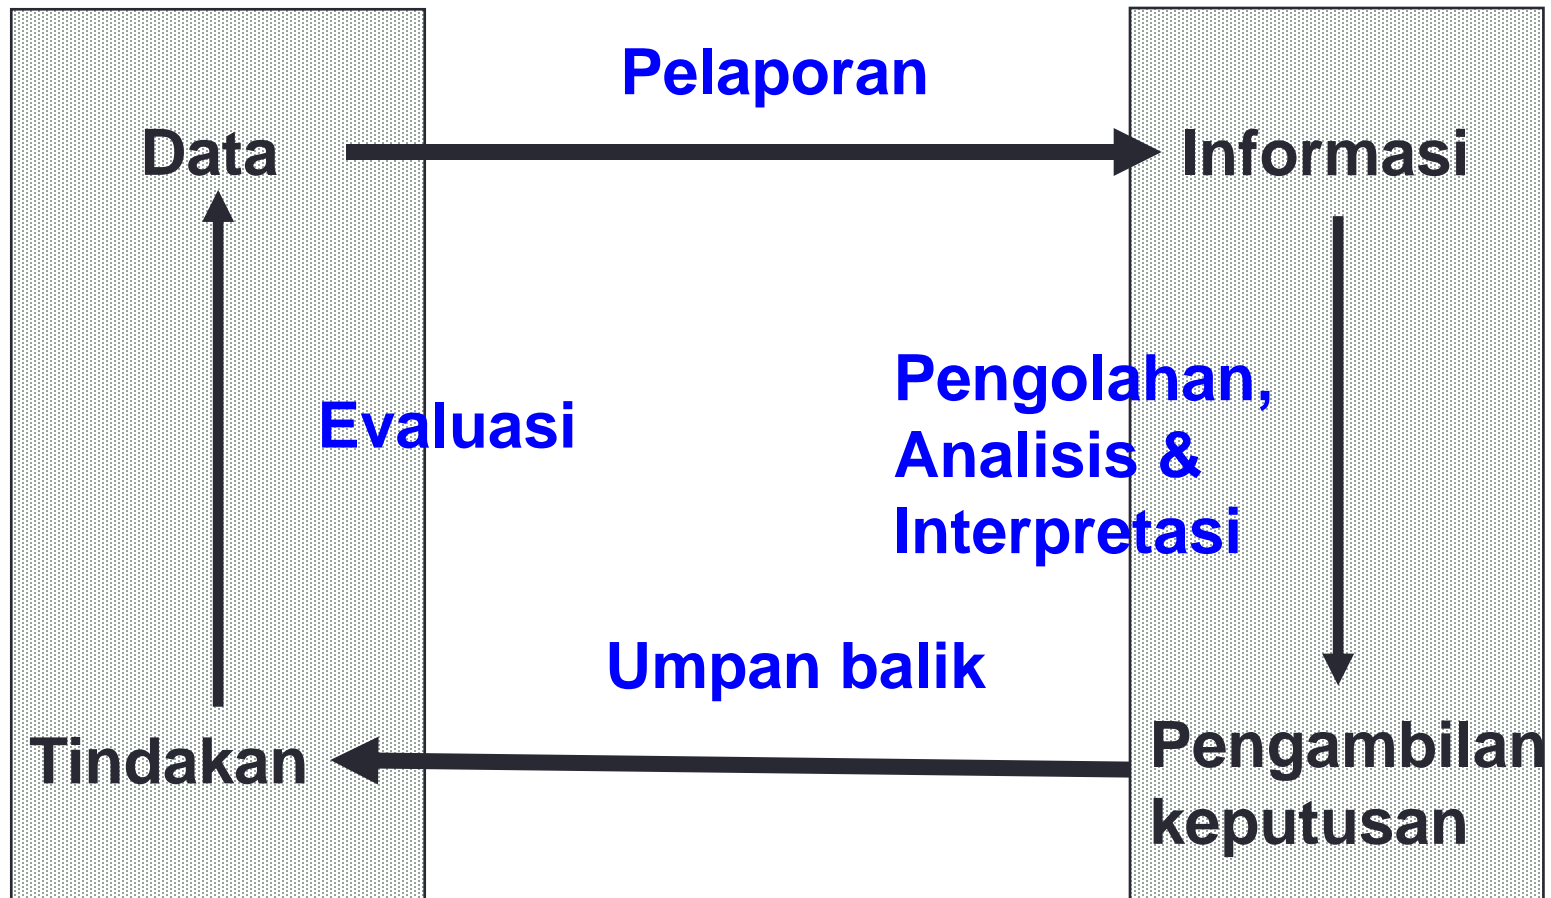 Pelaporan
Data
Informasi
Evaluasi
Pengolahan,
Analisis &
Interpretasi
Umpan balik
Tindakan
Pengambilan
keputusan